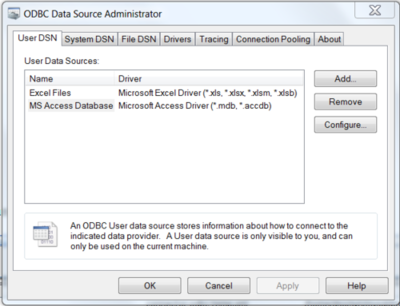 ODBC Data Source Administrator
User DSN System DSN File DSN Drivers Tracing Connection Pooling About
User Data Sources:
Name Driver Add...
Excel Files Microsoft Excel Driver (*.xls, *.xlsx, *.xlsm, *.xlsb)
MS Access Database Microsoft Access Driver (*.mdb, *.accdb) Remove
Configure...
An ODBC User data source stores information about how to connect to the
indicated data provider. A User data source is only visible to you, and can
only be used on the current machine.
OK Cancel Apply Help